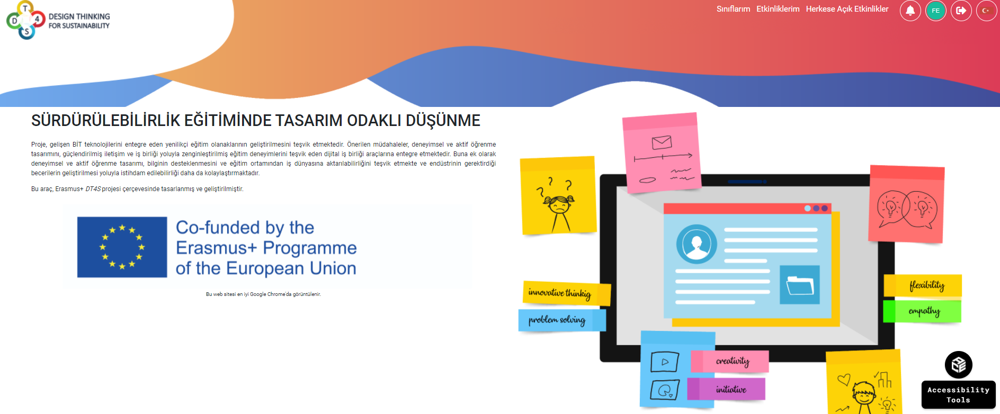 T
D 4
S
DESIGN THINKING
FOR SUSTAINABILITY
Sınıflarım Etkinliklerim Herkese Açık Etkinlikler FE
SÜRDÜRÜLEBİLİRLİK EĞİTİMİNDE TASARIM ODAKLI DÜŞÜNME
Proje, gelişen BİT teknolojilerini entegre eden yenilikçi eğitim olanaklarının geliştirilmesini teşvik etmektedir. Önerilen müdahaleler, deneyimsel ve aktif öğrenme
tasarımını, güçlendirilmiş iletişim ve iş birliği yoluyla zenginleştirilmiş eğitim deneyimlerini teşvik eden dijital iş birliği araçlarına entegre etmektedir. Buna ek olarak
deneyimsel ve aktif öğrenme tasarımı, bilginin desteklenmesini ve eğitim ortamından iş dünyasına aktarılabilirliğini teşvik etmekte ve endüstrinin gerektirdiği
becerilerin geliştirilmesi yoluyla istihdam edilebilirliği daha da kolaylaştırmaktadır.
Bu araç, Erasmus+ DT4S projesi çerçevesinde tasarlanmış ve geliştirilmiştir.
Co-funded by the
Erasmus+ Programme
of the European Union
Bu web sitesi en iyi Google Chrome'da görüntülenir.
? ? ?
innovative thinkig
problem solving
flexibility
empathy
creativity
initiative
ACE
Accessibility
Tools